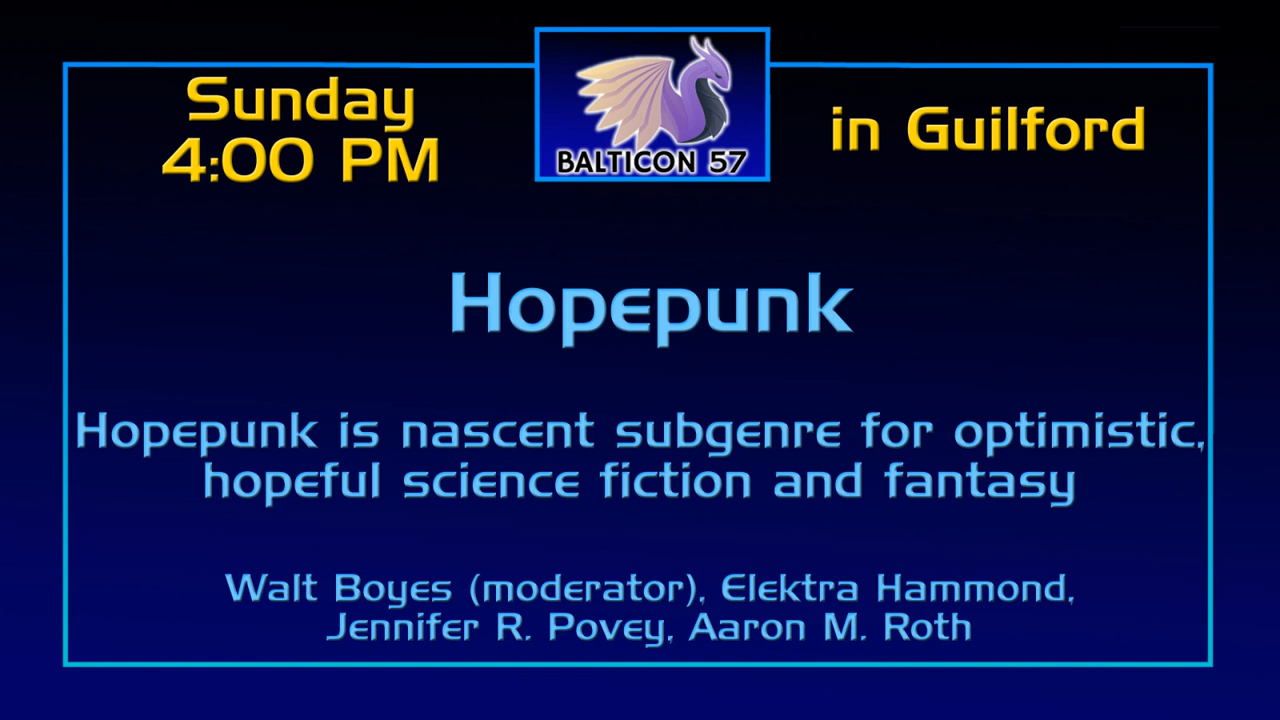 Sunday
4:00 PM
BALTICON 57
in Guilford
Hopepunk
Hopepunk is nascent subgenre for optimistic,
hopeful science fiction and fantasy
Walt Boyes (moderator), Elektra Hammond,
Jennifer R. Povey, Aaron M. Roth